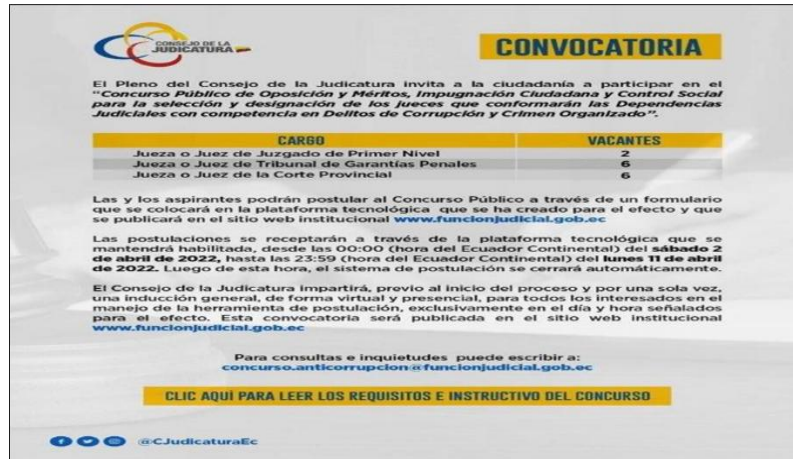 CONSEJO DE LA
JUDICATURA
CONVOCATORIA
El Pleno del Consejo de la Judicatura invita a la ciudadanía a participar en el
"Concurso Público de Oposición y Méritos, Impugnación Ciudadana y Control Social
para la selección y designación de los jueces que conformarán las Dependencias
Judiciales con competencia en Delitos de Corrupción y Crimen Organizado".
CARGO VACANTES
Jueza o Juez de Juzgado de Primer Nivel 2
Jueza o Juez de Tribunal de Garantías Penales 6
Jueza o Juez de la Corte Provincial 6
Las y los aspirantes podrán postular al Concurso Público a través de un formulario
que se colocará en la plataforma tecnológica que se ha creado para el efecto y que
se publicará en el sitio web institucional www.funcionjudicial.gob.ec
Las postulaciones se receptarán a través de la plataforma tecnológica que se
mantendrá habilitada, desde las 00:00 (hora del Ecuador Continental) del sábado 2
de abril de 2022, hasta las 23:59 (hora del Ecuador Continental) del lunes 11 de abril
de 2022. Luego de esta hora, el sistema de postulación se cerrará automáticamente.
El Consejo de la Judicatura impartirá, previo al inicio del proceso y por una sola vez,
una inducción general, de forma virtual y presencial, para todos los interesados en el
manejo de la herramienta de postulación, exclusivamente en el día y hora señalados
para el efecto. Esta convocatoria será publicada en el sitio web institucional
www.funcionjudicial.gob.ec
Para consultas e inquietudes puede escribir a:
concurso.anticorrupcion@funcionjudicial.gob.ec
CLIC AQUÍ PARA LEER LOS REQUISITOS E INSTRUCTIVO DEL CONCURSO
@CJudicaturaEc